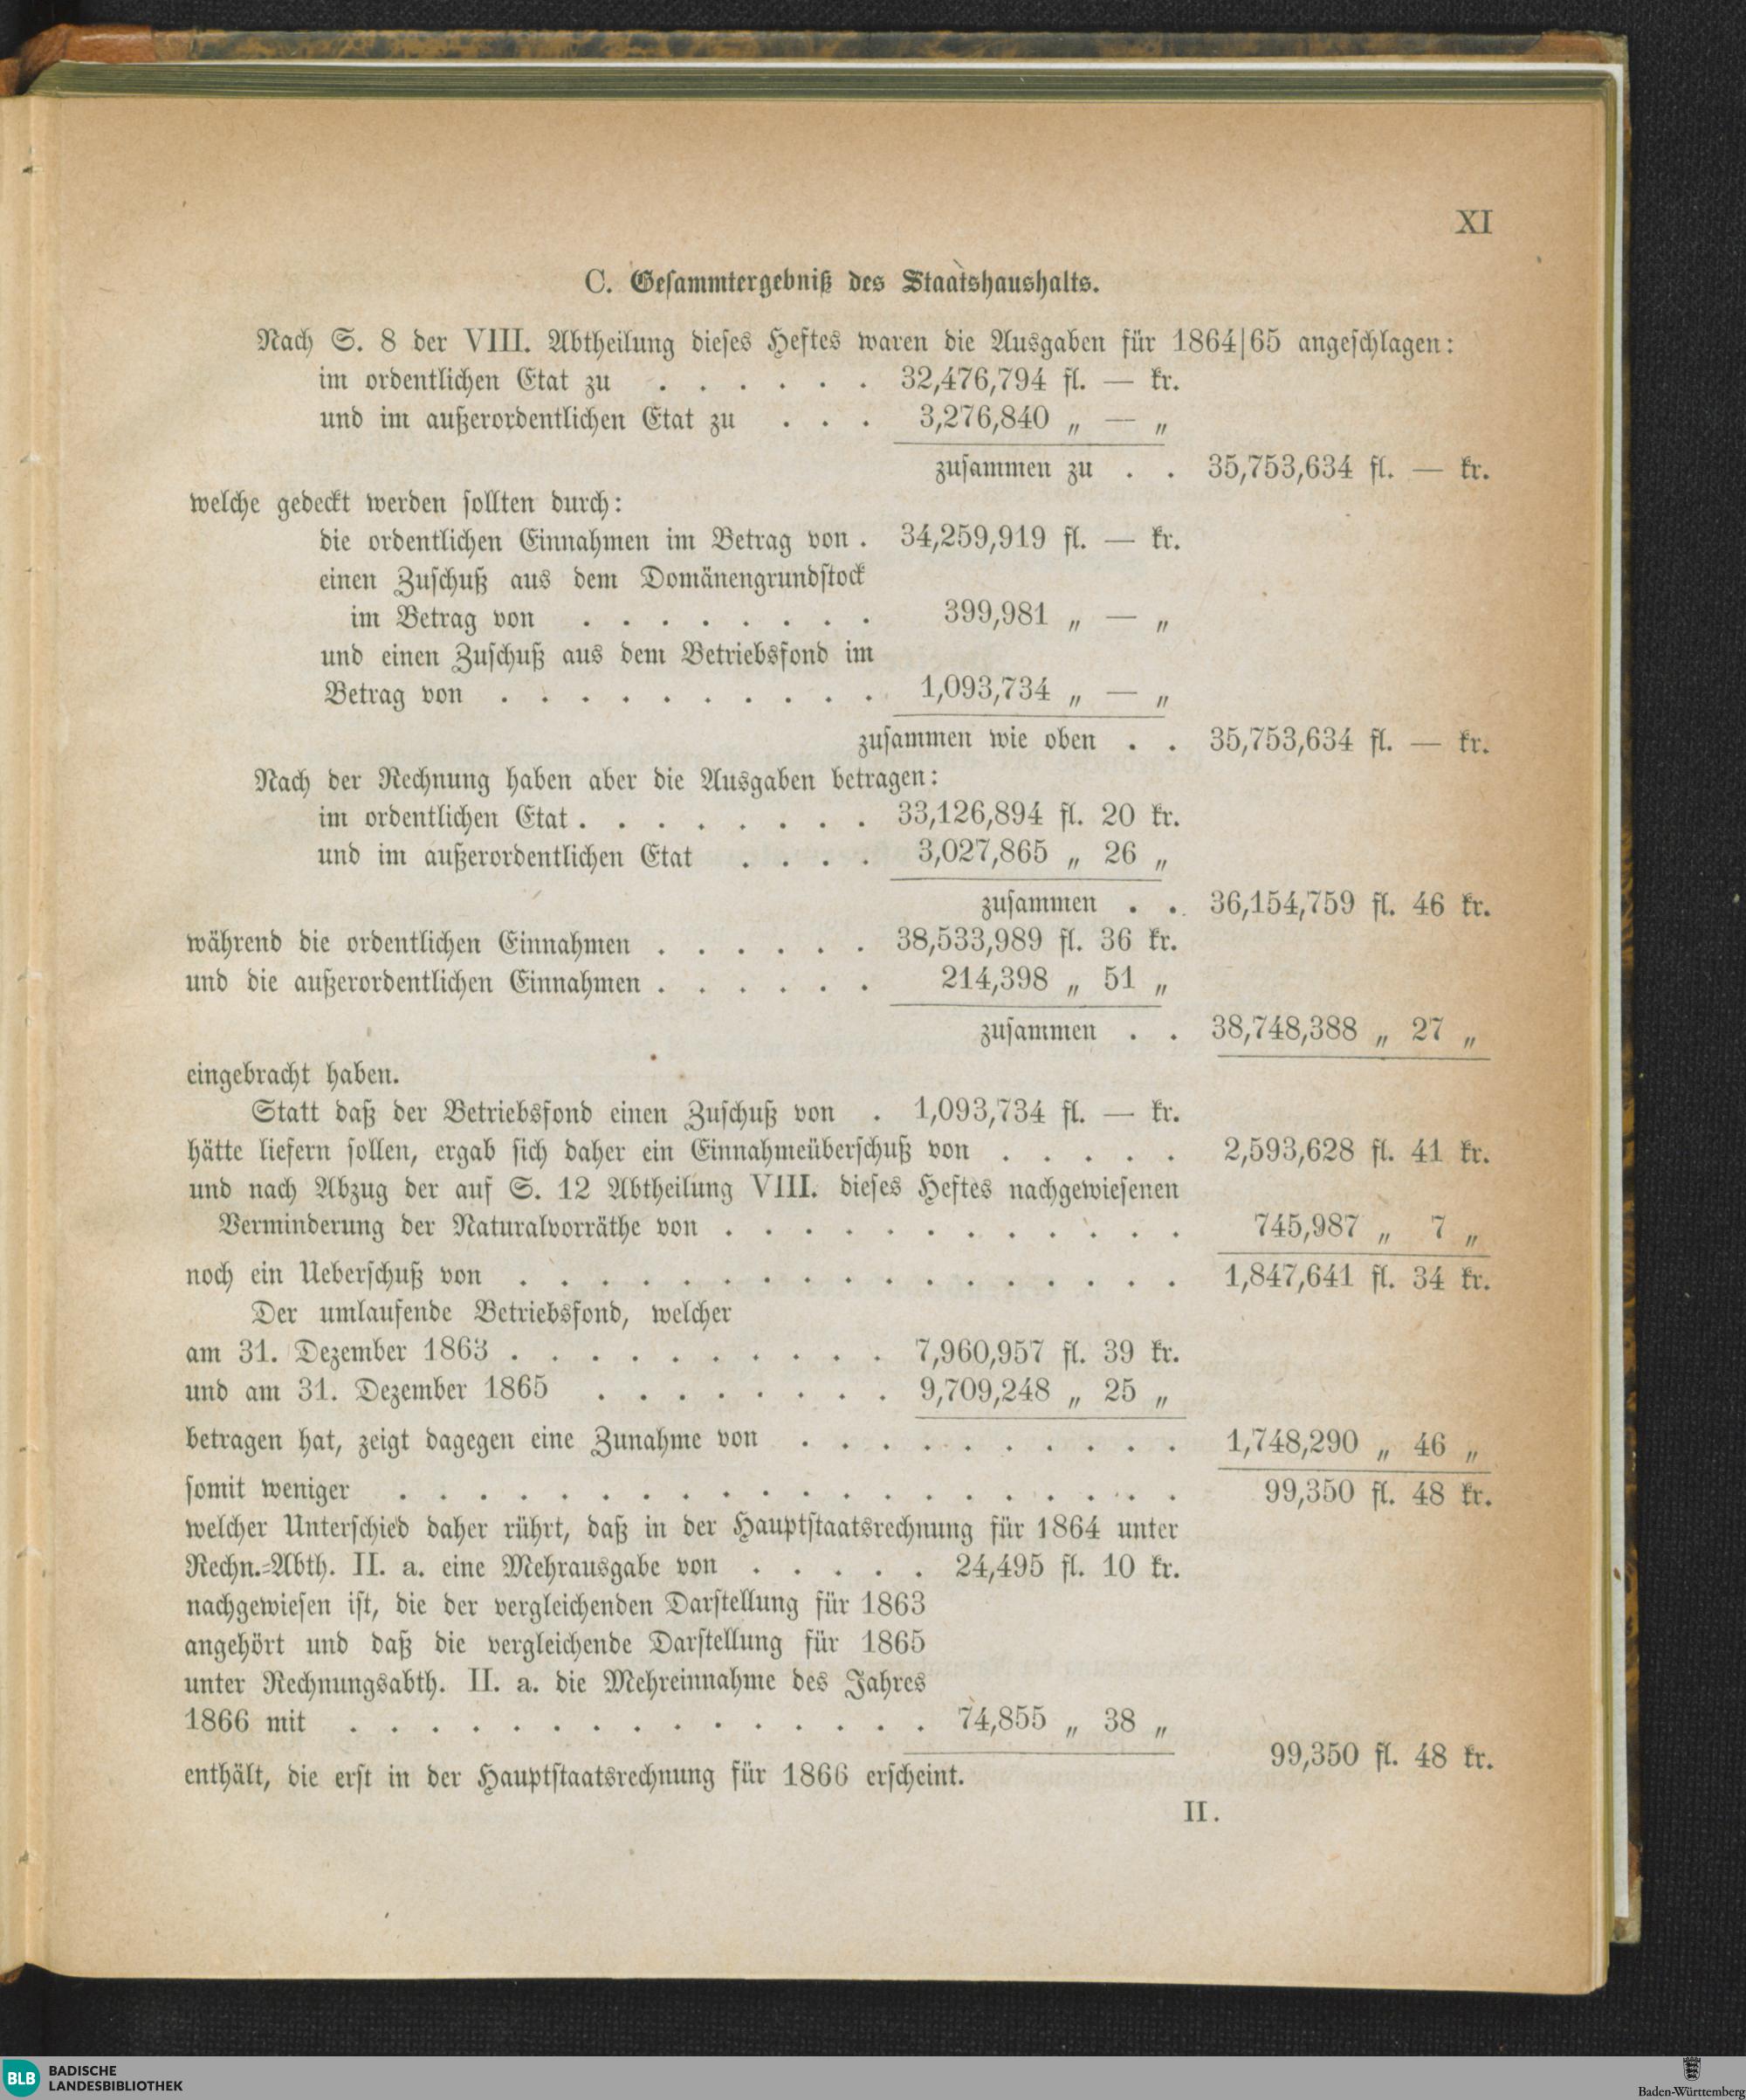 XI
C. Gesammtergebniß des Staatshaushalts.
Nach S. 8 der VIII. Abtheilung dieses Heftes waren die Ausgaben für 1864|65 angeschlagen:
im ordentlichen Etat zu . . . . . . 32,476,794 fl. — kr.
und im außerordentlichen Etat zu . . . 3,276,840 „ — „
zusammen zu . . 35,753,634 fl. — kr.
welche gedeckt werden sollten durch:
die ordentlichen Einnahmen im Betrag von . 34,259,919 fl. — kr.
einen Zuschuß aus dem Domänengrundstock
im Betrag von . . . . . . . . 399,981 „ — „
und einen Zuschuß aus dem Betriebsfond im
Betrag von . . . . . . . . . . 1,093,734 „ — „
zusammen wie oben . . 35,753,634 fl. — kr.
Nach der Rechnung haben aber die Ausgaben betragen:
im ordentlichen Etat . . . . . . . . 33,126,894 fl. 20 kr.
und im außerordentlichen Etat . . . . 3,027,865 „ 26 „
zusammen . . 36,154,759 fl. 46 kr.
während die ordentlichen Einnahmen . . . . . . 38,533,989 fl. 36 kr.
und die außerordentlichen Einnahmen . . . . . . 214,398 „ 51 „
zusammen . . 38,748,388 „ 27 „
eingebracht haben.
Statt daß der Betriebsfond einen Zuschuß von . 1,093,734 fl. — kr.
hätte liefern sollen, ergab sich daher ein Einnahmeüberschuß von . . . . . 2,593,628 fl. 41 kr.
und nach Abzug der auf S. 12 Abtheilung VIII. dieses Heftes nachgewiesenen
Verminderung der Naturalvorräthe von . . . . . . . . . . . . 745,987 „ 7 „
noch ein Ueberschuß von . . . . . . . . . . . . . . . . . 1,847,641 fl. 34 kr.
Der umlaufende Betriebsfond, welcher
am 31. Dezember 1863 . . . . . . . . . . 7,960,957 fl. 39 kr.
und am 31. Dezember 1865 . . . . . . . . 9,709,248 „ 25 „
betragen hat, zeigt dagegen eine Zunahme von . . . . . . . . . . 1,748,290 „ 46 „
somit weniger . . . . . . . . . . . . . . . . . . . . 99,350 fl. 48 kr.
welcher Unterschied daher rührt, daß in der Hauptstaatsrechnung für 1864 unter
Rechn.-Abth. II. a. eine Mehrausgabe von . . . . . 24,495 fl. 10 kr.
nachgewiesen ist, die der vergleichenden Darstellung für 1863
angehört und daß die vergleichende Darstellung für 1865
unter Rechnungsabth. II. a. die Mehreinnahme des Jahres
1866 mit . . . . . . . . . . . . . . . 74,855 „ 38 „
99,350 fl. 48 kr.
enthält, die erst in der Hauptstaatsrechnung für 1866 erscheint.
II.
BLB BADISCHE
LANDESBIBLIOTHEK
Baden-Württemberg